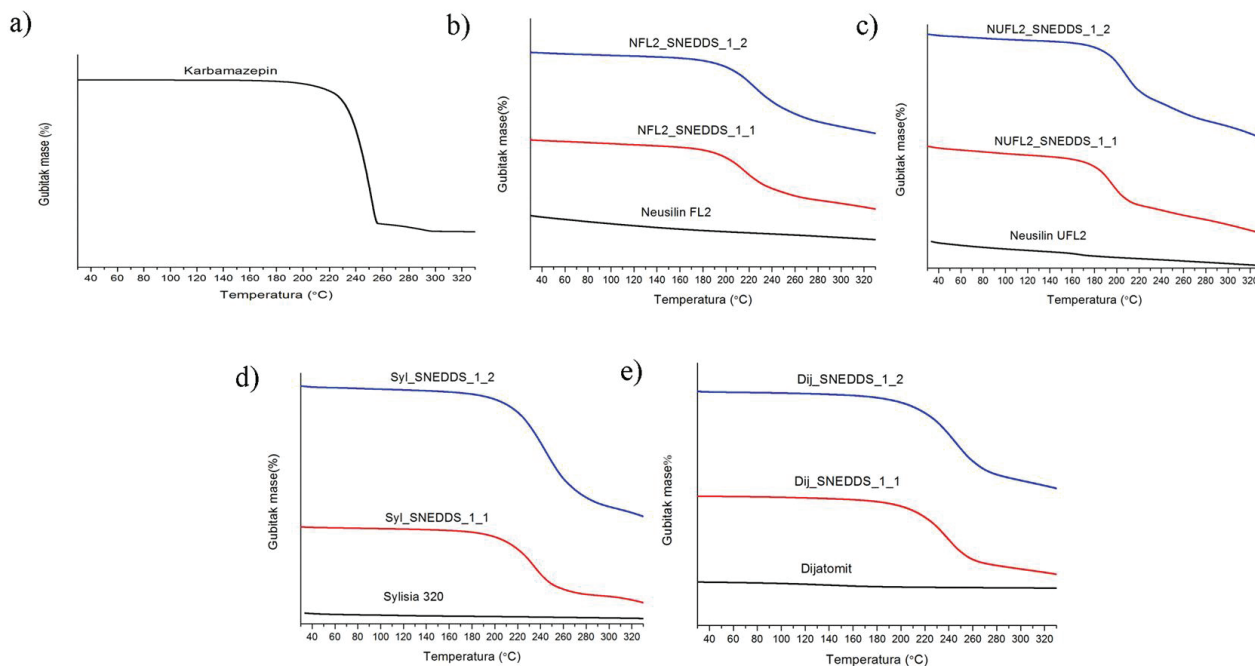 a)
Karbamazepin
Gubitak mase (%)
40 60 80 100 120 140 160 180 200 220 240 260 280 300 320
Temperatura (°C)
b)
NFL2_SNEDDS_1_2
NFL2_SNEDDS_1_1
Neusilin FL2
Gubitak mase(%)
40 60 80 100 120 140 160 180 200 220 240 260 280 300 320
Temperatura (°C)
c)
NUFL2_SNEDDS_1_2
NUFL2_SNEDDS_1_1
Neusilin UFL2
Gubitak mase(%)
40 60 80 100 120 140 160 180 200 220 240 260 280 300 320
Temperatura (°C)
d)
Syl_SNEDDS_1_2
Syl_SNEDDS_1_1
Sylisia 320
Gubitak mase(%)
40 60 80 100 120 140 160 180 200 220 240 260 280 300 320
Temperatura (°C)
e)
Dij_SNEDDS_1_2
Dij_SNEDDS_1_1
Dijatomit
Gubitak mase%
40 60 80 100 120 140 160 180 200 220 240 260 280 300 320
Temperatura (°C)